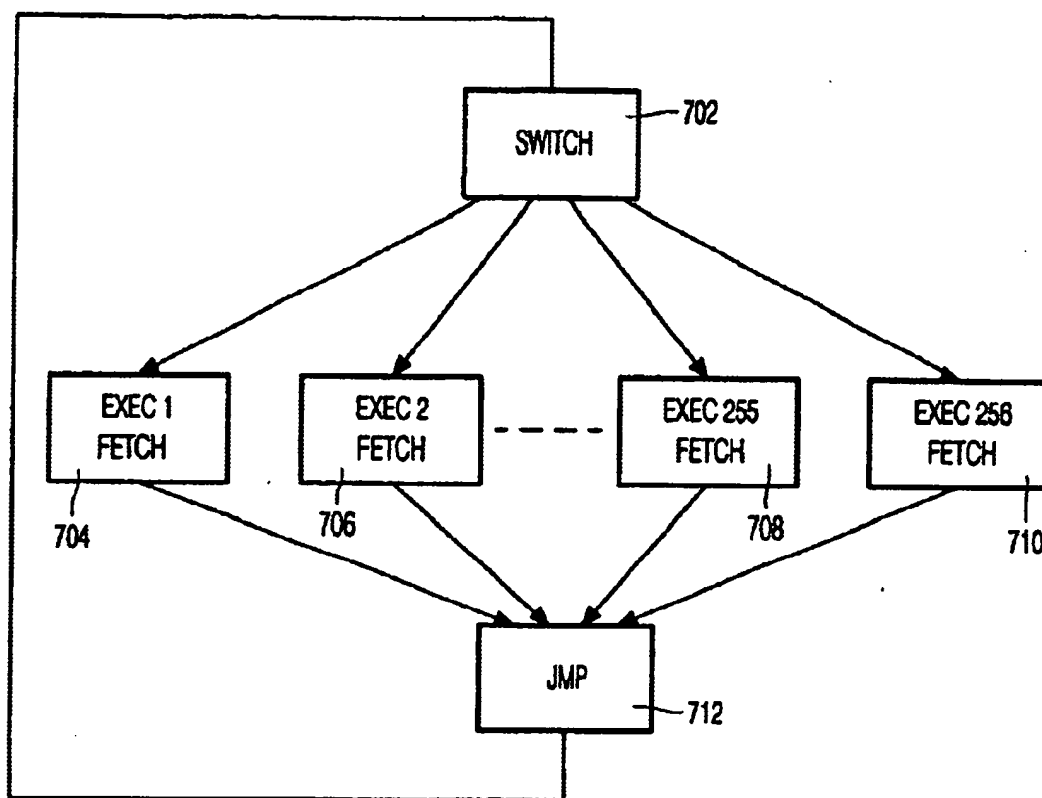 702
SWITCH
EXEC 1
FETCH
EXEC 2
FETCH
EXEC 255
FETCH
EXEC 256
FETCH
704
706
708
710
JMP
712